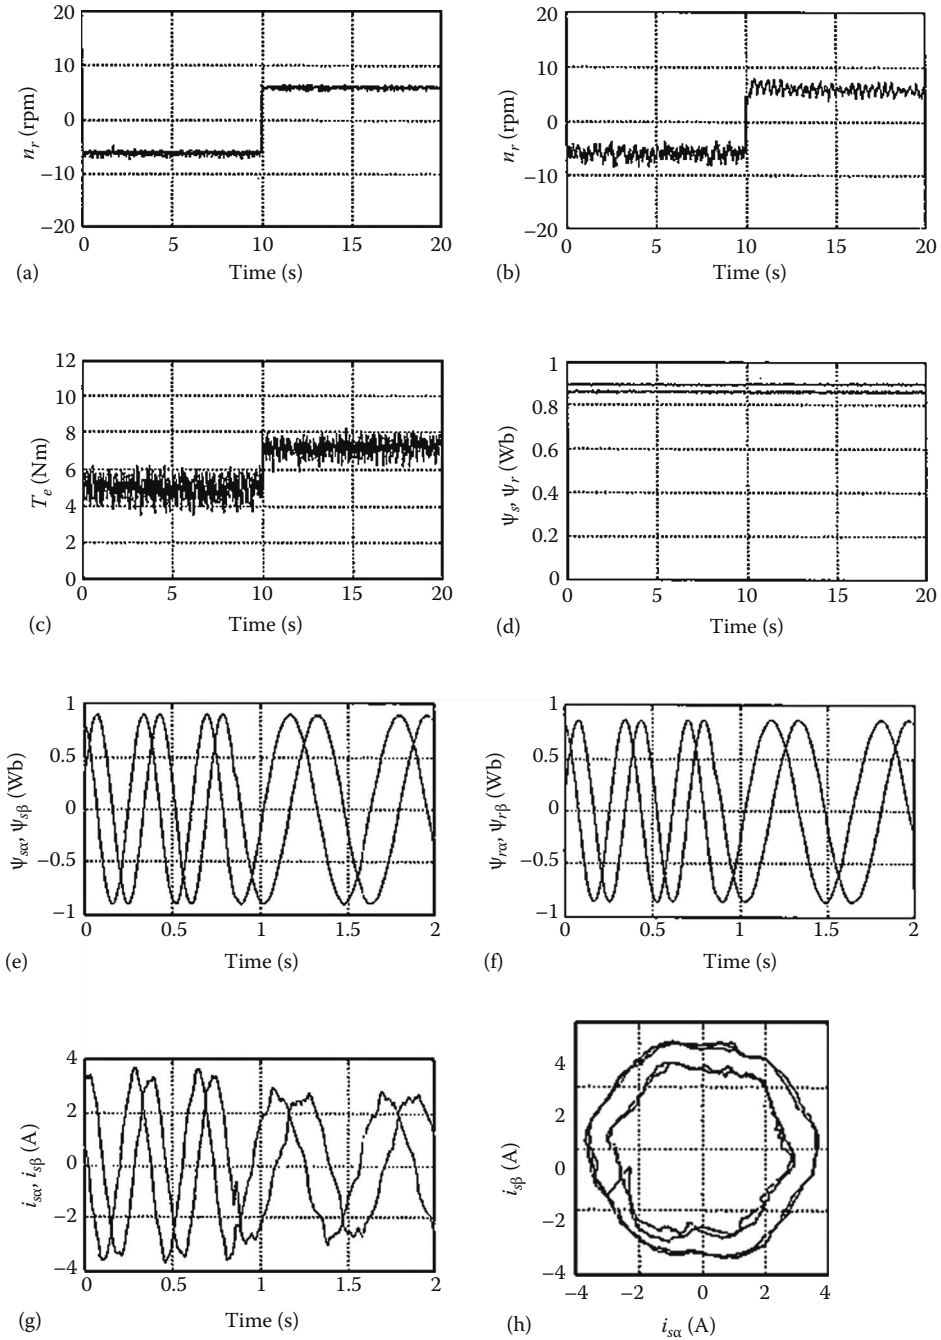 20
10
0
−10
−20
n_r (rpm)
0 5 10 15 20
(a) Time (s)
20
10
0
−10
−20
n_r (rpm)
0 5 10 15 20
(b) Time (s)
12
10
8
6
4
2
0
T_e (Nm)
0 5 10 15 20
(c) Time (s)
1
0.8
0.6
0.4
0.2
0
ψ_s, ψ_r (Wb)
0 5 10 15 20
(d) Time (s)
1
0.5
0
−0.5
−1
ψ_sα, ψ_sβ (Wb)
0 0.5 1 1.5 2
(e) Time (s)
1
0.5
0
−0.5
−1
ψ_rα, ψ_rβ (Wb)
0 0.5 1 1.5 2
(f) Time (s)
4
2
0
−2
−4
i_sα, i_sβ (A)
0 0.5 1 1.5 2
(g) Time (s)
4
2
0
−2
−4
i_sβ (A)
−4 −2 0 2 4
(h) i_sα (A)